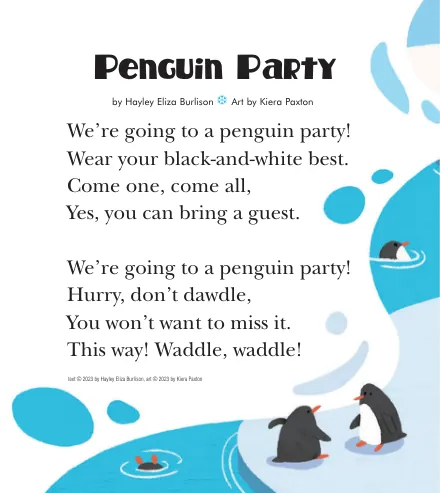 Penguin Party
by Hayley Eliza Burlison ❄ Art by Kiera Paxton
We’re going to a penguin party!
Wear your black-and-white best.
Come one, come all,
Yes, you can bring a guest.
We’re going to a penguin party!
Hurry, don’t dawdle,
You won’t want to miss it.
This way! Waddle, waddle!
text © 2023 by Hayley Eliza Burlison, art © 2023 by Kiera Paxton